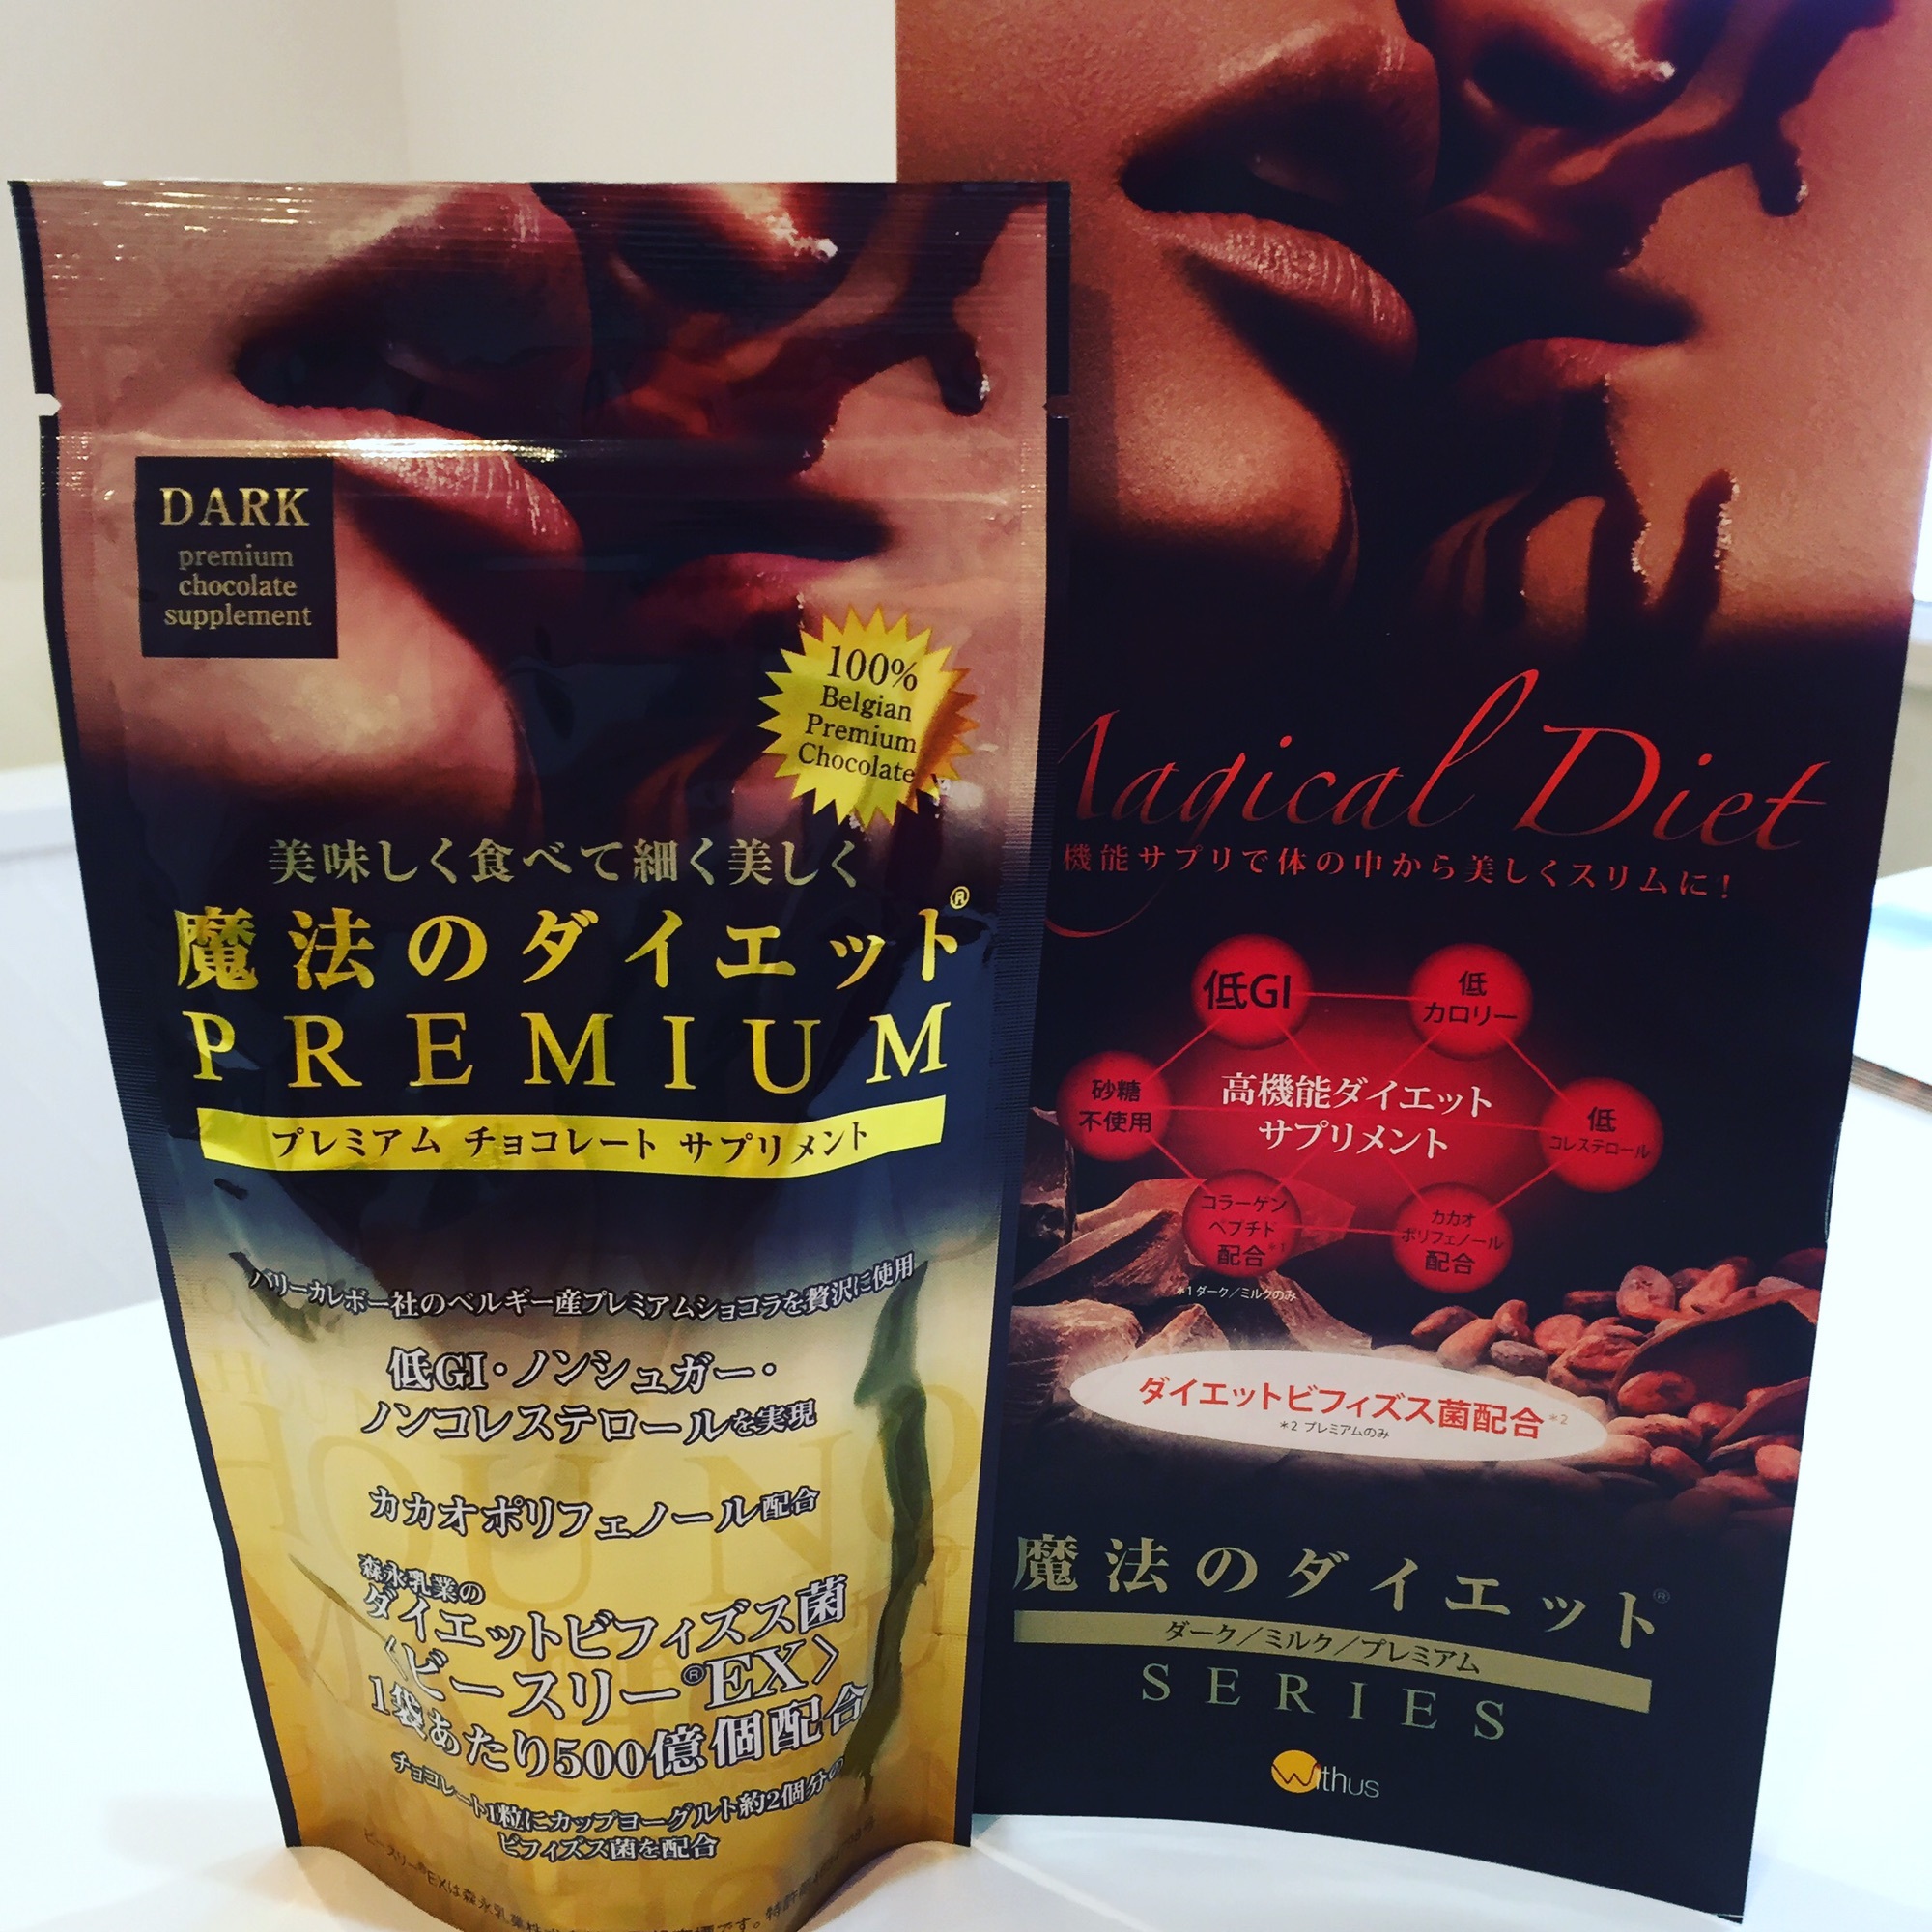 DARK
premium
chocolate
supplement
100%
Belgian
Premium
Chocolate
美味しく食べて細く美しく
魔法のダイエット®
PREMIUM
プレミアム チョコレート サプリメント
バリーカレボー社のベルギー産プレミアムショコラを贅沢に使用
低GI・ノンシュガー・
ノンコレステロールを実現
カカオポリフェノール配合
森永乳業の
ダイエットビフィズス菌
〈ビースリー®EX〉
1袋あたり500億個配合
チョコレート1粒にカップヨーグルト約2個分の
ビフィズス菌を配合
Magical Diet
機能サプリで体の中から美しくスリムに!
低GI
低
カロリー
砂糖
不使用
高機能ダイエット
サプリメント
低
コレステロール
コラーゲン
ペプチド
配合*1
カカオ
ポリフェノール
配合
*1 ダーク/ミルクのみ
ダイエットビフィズス菌配合*2
*2 プレミアムのみ
魔法のダイエット®
ダーク/ミルク/プレミアム
SERIES
Withus